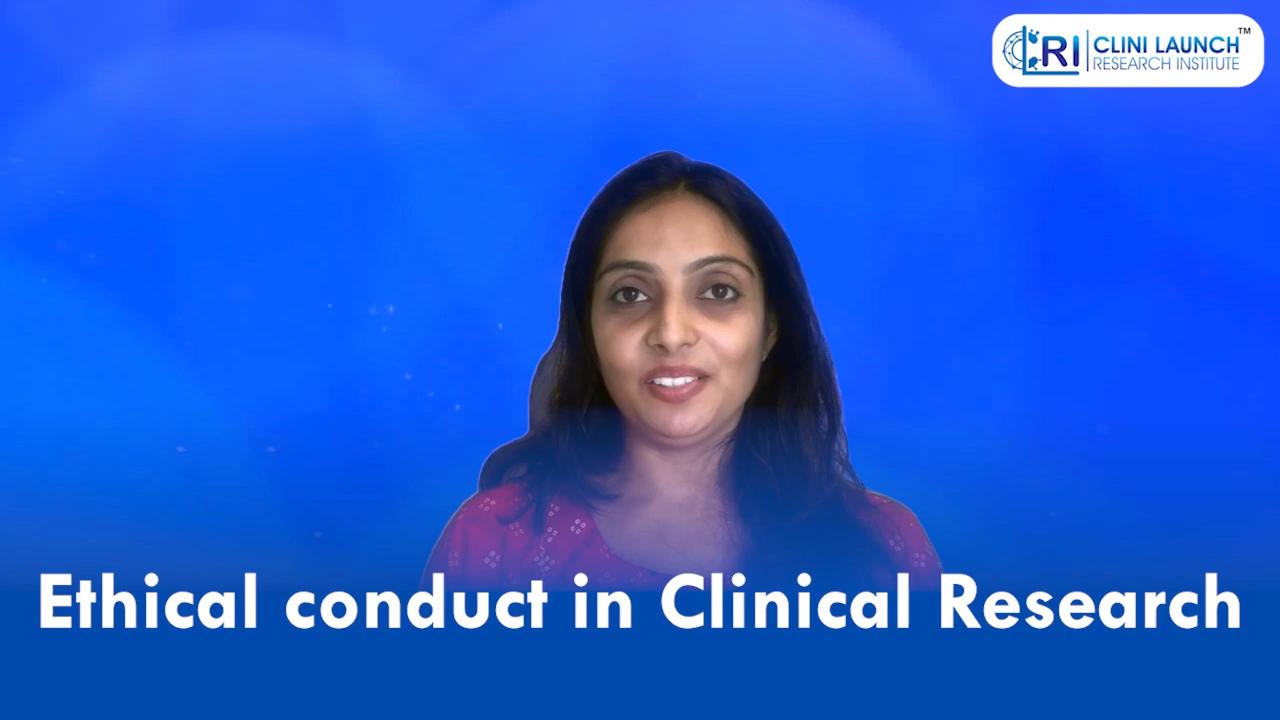 CRI CLINI LAUNCH™
RESEARCH INSTITUTE
Ethical conduct in Clinical Research